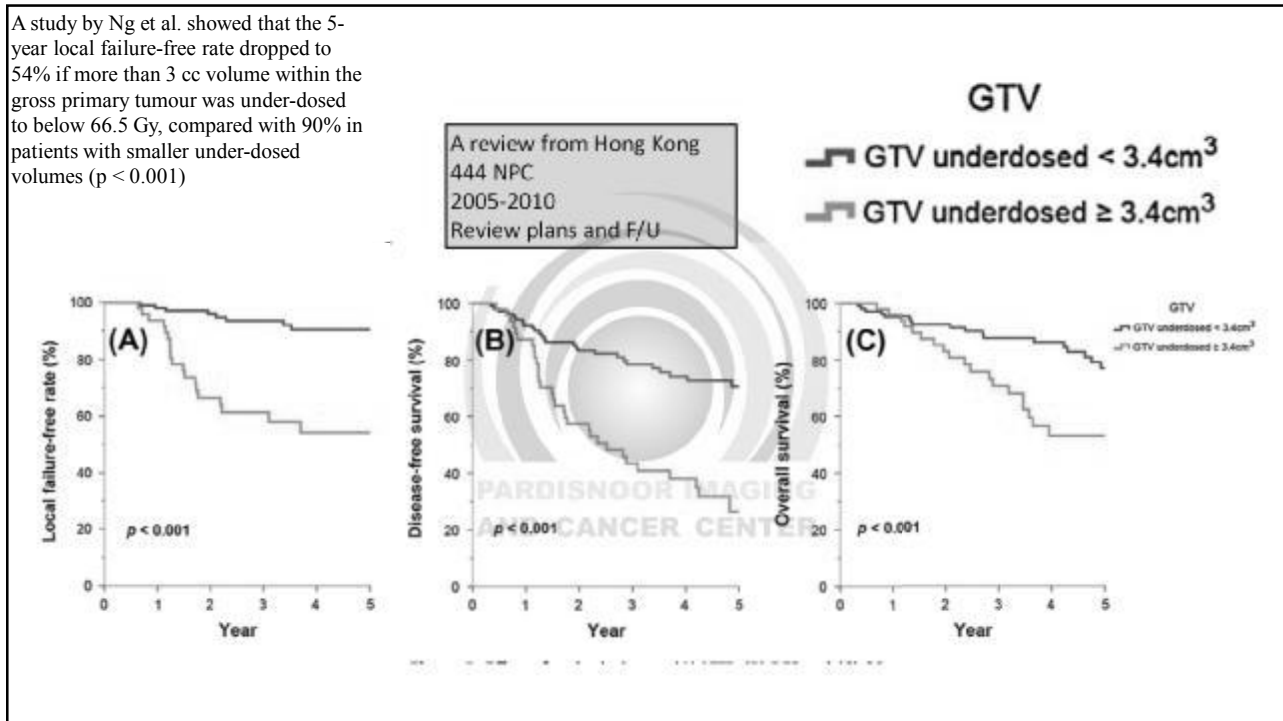 A study by Ng et al. showed that the 5-
year local failure-free rate dropped to
54% if more than 3 cc volume within the
gross primary tumour was under-dosed
to below 66.5 Gy, compared with 90% in
patients with smaller under-dosed
volumes (p < 0.001)
A review from Hong Kong
444 NPC
2005-2010
Review plans and F/U
GTV
GTV underdosed < 3.4cm³
GTV underdosed ≥ 3.4cm³
(A)
Local failure-free rate (%)
100
80
60
40
20
0
p < 0.001
0 1 2 3 4 5
Year
(B)
Disease-free survival (%)
100
80
60
40
20
0
p < 0.001
0 1 2 3 4 5
Year
(C)
Overall survival (%)
100
80
60
40
20
0
p < 0.001
0 1 2 3 4 5
Year
GTV
GTV underdosed < 3.4cm³
GTV underdosed ≥ 3.4cm³
PARDISNOOR IMAGING
AND CANCER CENTER